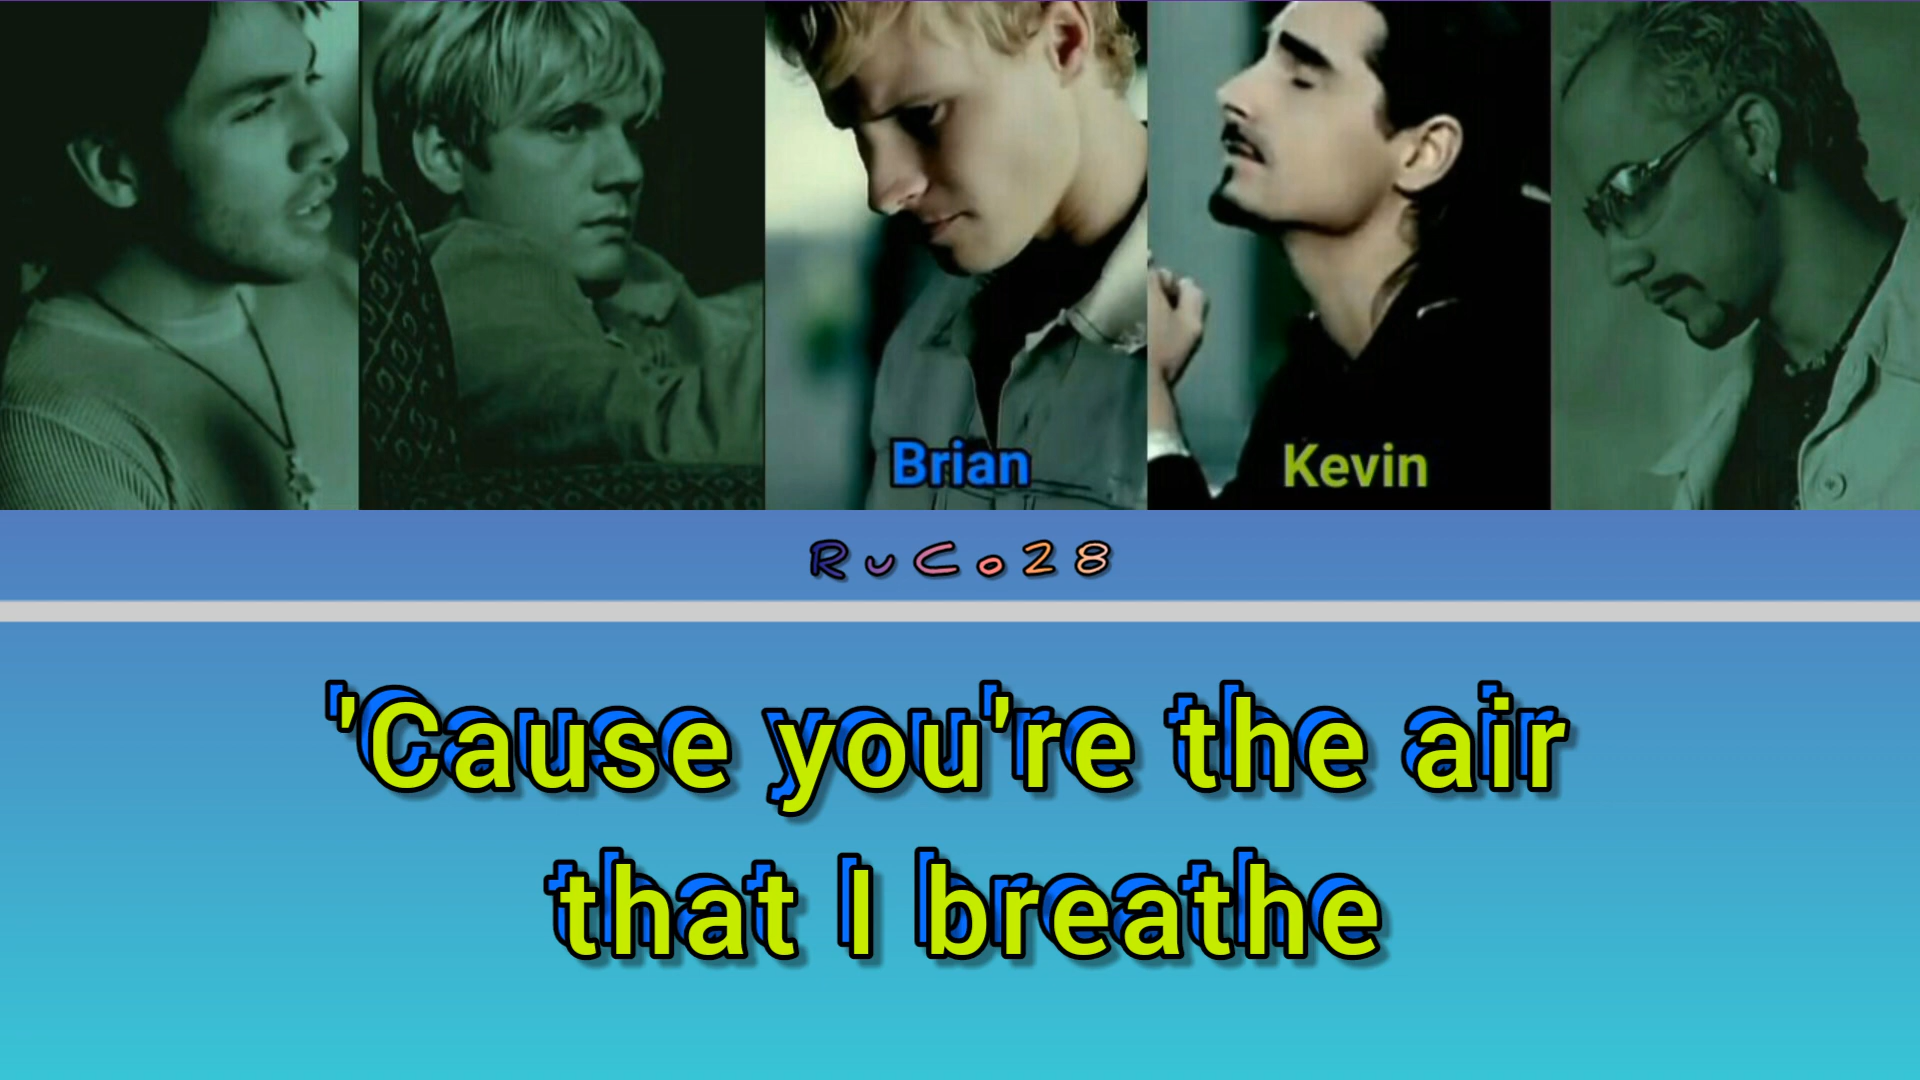 Brian
Kevin
RuCo28
'Cause you're the air
that I breathe